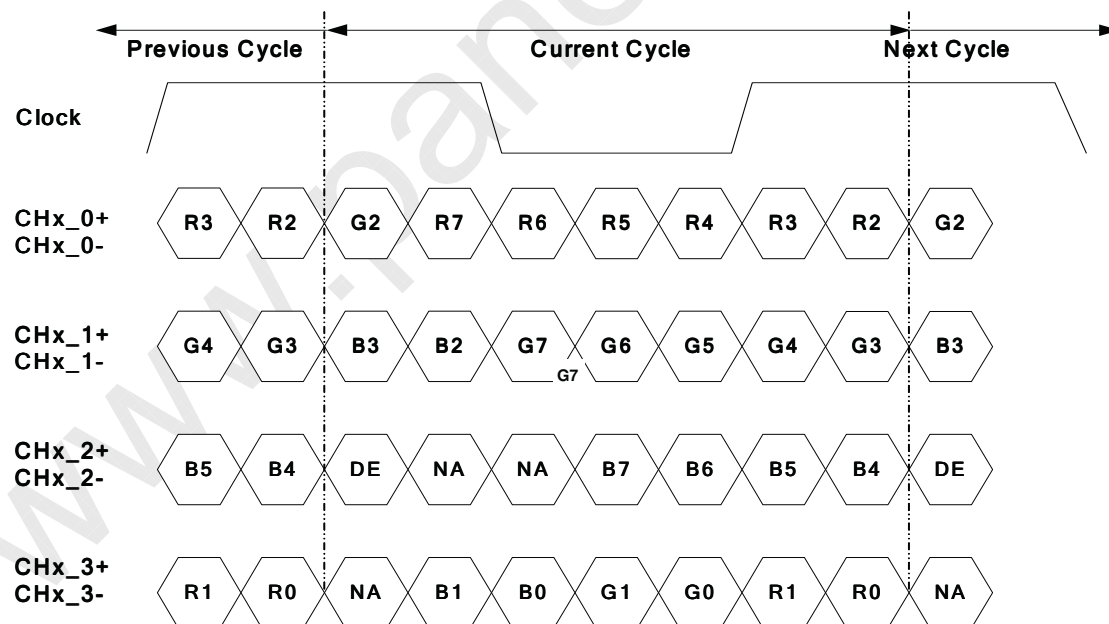 Previous Cycle Current Cycle Next Cycle
Clock
CHx_0+
CHx_0-
R3 R2 G2 R7 R6 R5 R4 R3 R2 G2
CHx_1+
CHx_1-
G4 G3 B3 B2 G7 G6 G5 G4 G3 B3
G7
CHx_2+
CHx_2-
B5 B4 DE NA NA B7 B6 B5 B4 DE
CHx_3+
CHx_3-
R1 R0 NA B1 B0 G1 G0 R1 R0 NA
www.pan